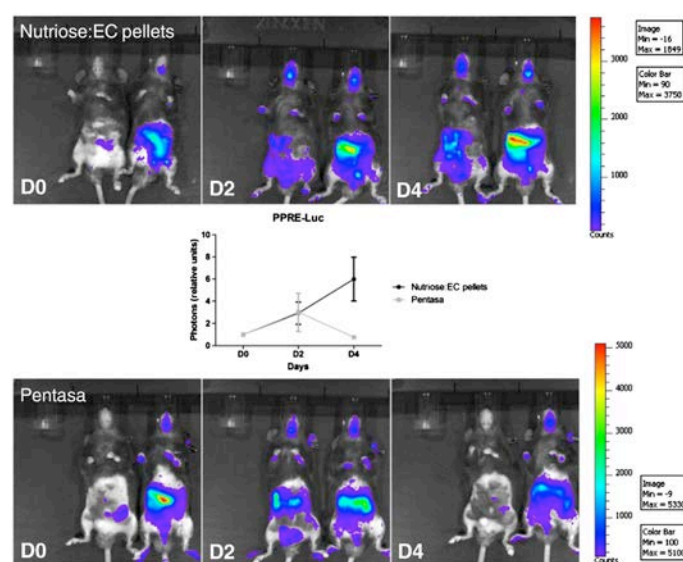 Nutriose:EC pellets
D0
D2
D4
3000
2000
1000
Counts
Image
Min = -16
Max = 1849
Color Bar
Min = 90
Max = 3750
PPRE-Luc
Photons (relative units)
10
8
6
4
2
0
D0
D2
D4
Days
Nutriose:EC pellets
Pentasa
Pentasa
D0
D2
D4
5000
4000
3000
2000
1000
Counts
Image
Min = -9
Max = 5330
Color Bar
Min = 100
Max = 5100